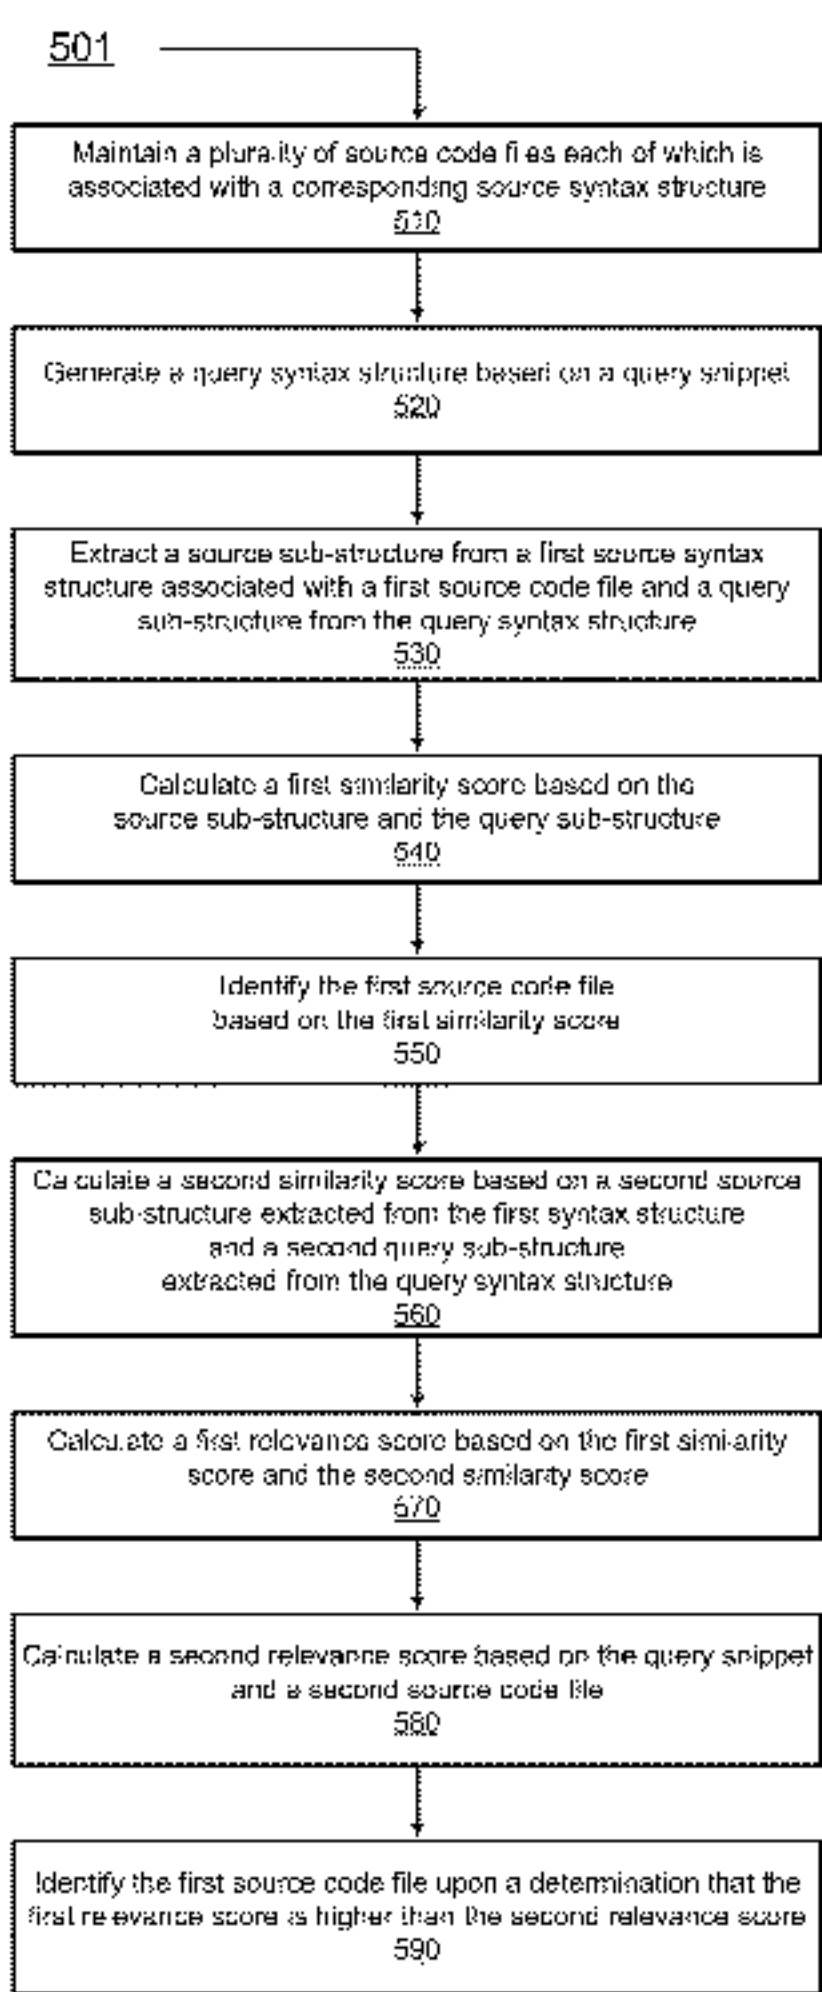 501
Maintain a plurality of source code files each of which is
associated with a corresponding source syntax structure
510
Generate a query syntax structure based on a query snippet
520
Extract a source sub-structure from a first source syntax
structure associated with a first source code file and a query
sub-structure from the query syntax structure
530
Calculate a first similarity score based on the
source sub-structure and the query sub-structure
540
Identify the first source code file
based on the first similarity score
550
Calculate a second similarity score based on a second source
sub-structure extracted from the first syntax structure
and a second query sub-structure
extracted from the query syntax structure
560
Calculate a first relevance score based on the first similarity
score and the second similarity score
570
Calculate a second relevance score based on the query snippet
and a second source code file
580
Identify the first source code file upon a determination that the
first relevance score is higher than the second relevance score
590